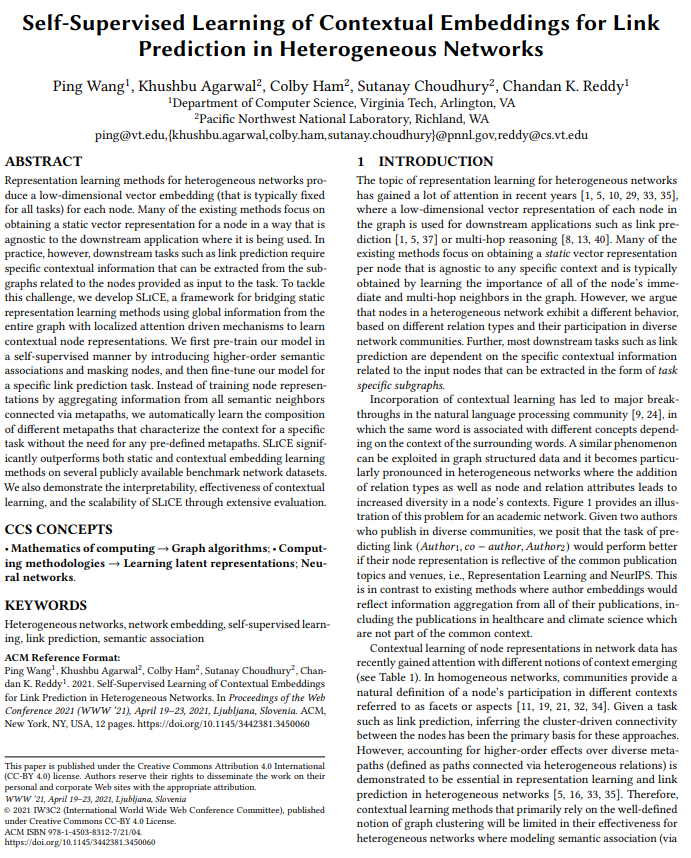 Self-Supervised Learning of Contextual Embeddings for Link
Prediction in Heterogeneous Networks
Ping Wang¹, Khushbu Agarwal², Colby Ham², Sutanay Choudhury², Chandan K. Reddy¹
¹Department of Computer Science, Virginia Tech, Arlington, VA
²Pacific Northwest National Laboratory, Richland, WA
ping@vt.edu,{khushbu.agarwal,colby.ham,sutanay.choudhury}@pnnl.gov,reddy@cs.vt.edu
ABSTRACT
Representation learning methods for heterogeneous networks pro-
duce a low-dimensional vector embedding (that is typically fixed
for all tasks) for each node. Many of the existing methods focus on
obtaining a static vector representation for a node in a way that is
agnostic to the downstream application where it is being used. In
practice, however, downstream tasks such as link prediction require
specific contextual information that can be extracted from the sub-
graphs related to the nodes provided as input to the task. To tackle
this challenge, we develop SLiCE, a framework for bridging static
representation learning methods using global information from the
entire graph with localized attention driven mechanisms to learn
contextual node representations. We first pre-train our model in
a self-supervised manner by introducing higher-order semantic
associations and masking nodes, and then fine-tune our model for
a specific link prediction task. Instead of training node represen-
tations by aggregating information from all semantic neighbors
connected via metapaths, we automatically learn the composition
of different metapaths that characterize the context for a specific
task without the need for any pre-defined metapaths. SLiCE signif-
icantly outperforms both static and contextual embedding learning
methods on several publicly available benchmark network datasets.
We also demonstrate the interpretability, effectiveness of contextual
learning, and the scalability of SLiCE through extensive evaluation.
CCS CONCEPTS
• Mathematics of computing → Graph algorithms; • Comput-
ing methodologies → Learning latent representations; Neu-
ral networks.
KEYWORDS
Heterogeneous networks, network embedding, self-supervised learn-
ing, link prediction, semantic association
ACM Reference Format:
Ping Wang¹, Khushbu Agarwal², Colby Ham², Sutanay Choudhury², Chan-
dan K. Reddy¹. 2021. Self-Supervised Learning of Contextual Embeddings
for Link Prediction in Heterogeneous Networks. In Proceedings of the Web
Conference 2021 (WWW '21), April 19–23, 2021, Ljubljana, Slovenia. ACM,
New York, NY, USA, 12 pages. https://doi.org/10.1145/3442381.3450060
This paper is published under the Creative Commons Attribution 4.0 International
(CC-BY 4.0) license. Authors reserve their rights to disseminate the work on their
personal and corporate Web sites with the appropriate attribution.
WWW '21, April 19–23, 2021, Ljubljana, Slovenia
© 2021 IW3C2 (International World Wide Web Conference Committee), published
under Creative Commons CC-BY 4.0 License.
ACM ISBN 978-1-4503-8312-7/21/04.
https://doi.org/10.1145/3442381.3450060
1 INTRODUCTION
The topic of representation learning for heterogeneous networks
has gained a lot of attention in recent years [1, 5, 10, 29, 33, 35],
where a low-dimensional vector representation of each node in
the graph is used for downstream applications such as link pre-
diction [1, 5, 37] or multi-hop reasoning [8, 13, 40]. Many of the
existing methods focus on obtaining a static vector representation
per node that is agnostic to any specific context and is typically
obtained by learning the importance of all of the node's imme-
diate and multi-hop neighbors in the graph. However, we argue
that nodes in a heterogeneous network exhibit a different behavior,
based on different relation types and their participation in diverse
network communities. Further, most downstream tasks such as link
prediction are dependent on the specific contextual information
related to the input nodes that can be extracted in the form of task
specific subgraphs.
Incorporation of contextual learning has led to major break-
throughs in the natural language processing community [9, 24], in
which the same word is associated with different concepts depend-
ing on the context of the surrounding words. A similar phenomenon
can be exploited in graph structured data and it becomes particu-
larly pronounced in heterogeneous networks where the addition
of relation types as well as node and relation attributes leads to
increased diversity in a node's contexts. Figure 1 provides an illus-
tration of this problem for an academic network. Given two authors
who publish in diverse communities, we posit that the task of pre-
dicting link (Author₁, co − author, Author₂) would perform better
if their node representation is reflective of the common publication
topics and venues, i.e., Representation Learning and NeurIPS. This
is in contrast to existing methods where author embeddings would
reflect information aggregation from all of their publications, in-
cluding the publications in healthcare and climate science which
are not part of the common context.
Contextual learning of node representations in network data has
recently gained attention with different notions of context emerging
(see Table 1). In homogeneous networks, communities provide a
natural definition of a node's participation in different contexts
referred to as facets or aspects [11, 19, 21, 32, 34]. Given a task
such as link prediction, inferring the cluster-driven connectivity
between the nodes has been the primary basis for these approaches.
However, accounting for higher-order effects over diverse meta-
paths (defined as paths connected via heterogeneous relations) is
demonstrated to be essential in representation learning and link
prediction in heterogeneous networks [5, 16, 33, 35]. Therefore,
contextual learning methods that primarily rely on the well-defined
notion of graph clustering will be limited in their effectiveness for
heterogeneous networks where modeling semantic association (via